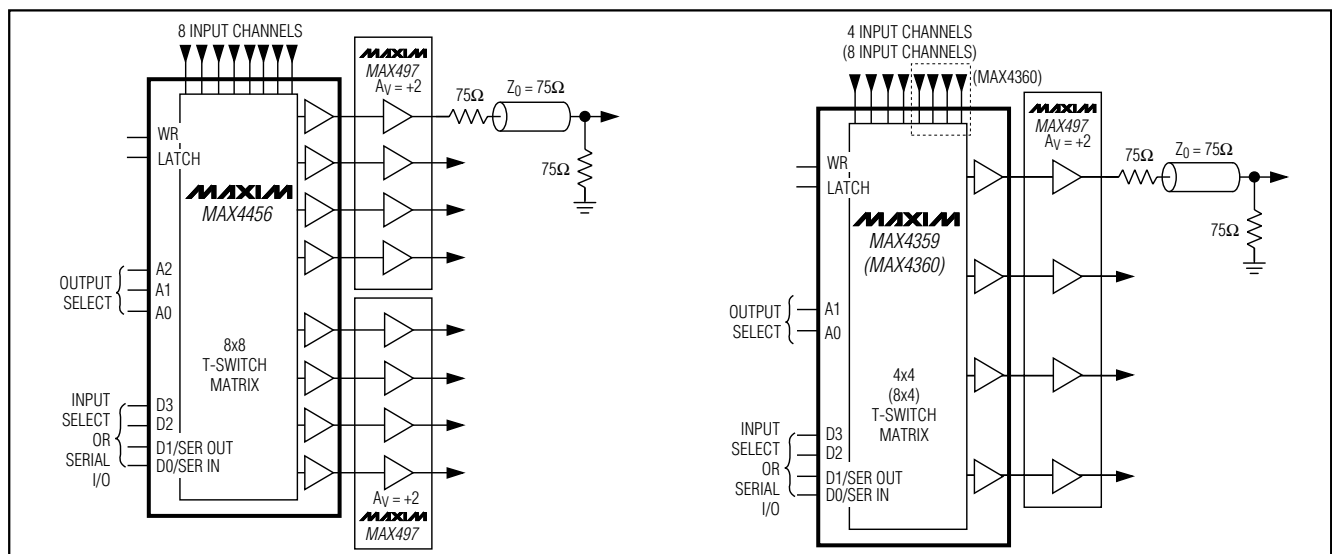 8 INPUT CHANNELS
MAXIM
MAX497
AV = +2
75Ω
Z0 = 75Ω
75Ω
WR
LATCH
MAXIM
MAX4456
A2
OUTPUT
A1
SELECT
A0
8x8
T-SWITCH
MATRIX
INPUT
D3
SELECT
D2
OR
D1/SER OUT
SERIAL
D0/SER IN
I/O
AV = +2
MAXIM
MAX497
4 INPUT CHANNELS
(8 INPUT CHANNELS)
(MAX4360)
MAXIM
MAX497
AV = +2
75Ω
Z0 = 75Ω
75Ω
WR
LATCH
MAXIM
MAX4359
(MAX4360)
OUTPUT
A1
SELECT
A0
4x4
(8x4)
T-SWITCH
MATRIX
INPUT
D3
SELECT
D2
OR
D1/SER OUT
SERIAL
D0/SER IN
I/O